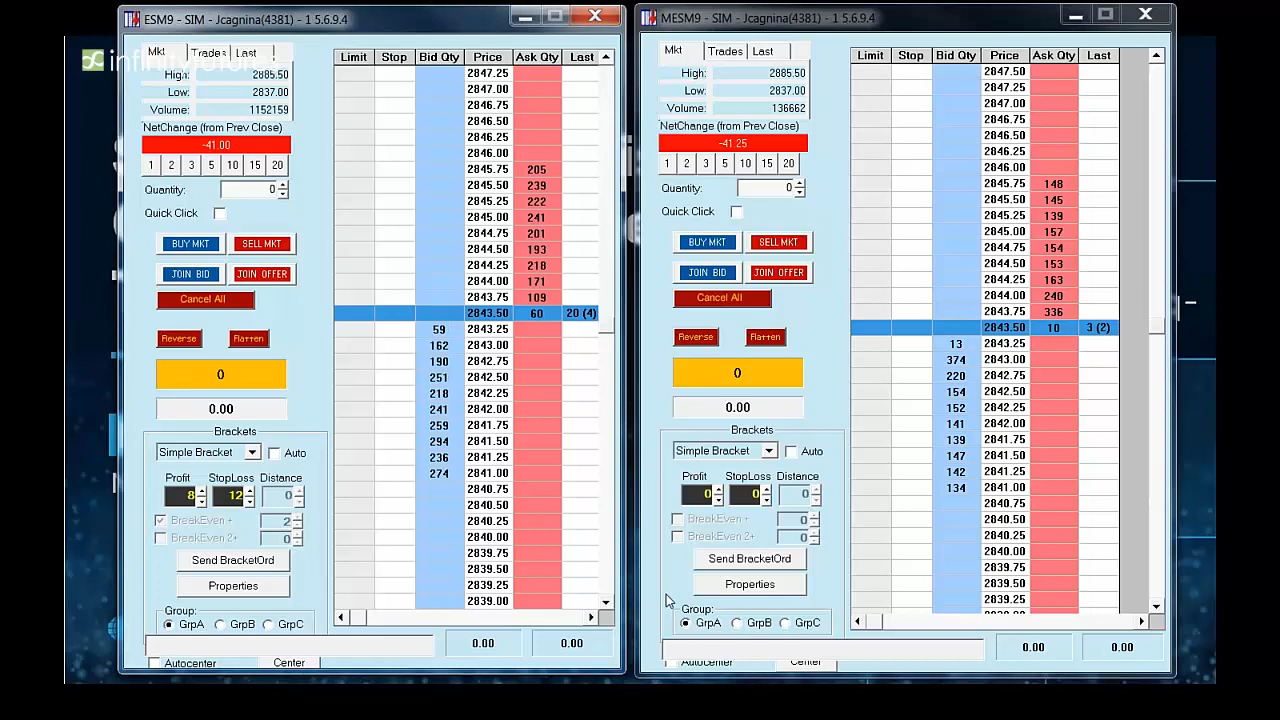 ESM9 - SIM - Jcagnina(4381) - 1 5.6.9.4
Mkt Trades Last
infinityfutures
High: 2885.50
Low: 2837.00
Volume: 1152159
NetChange (from Prev Close)
-41.00
1 2 3 5 10 15 20
Quantity: 0
Quick Click
BUY MKT SELL MKT
JOIN BID JOIN OFFER
Cancel All
Reverse Flatten
0
0.00
Brackets
Simple Bracket Auto
Profit StopLoss Distance
8 12 0
BreakEven + 2
BreakEven 2+ 0
Send BracketOrd
Properties
Group:
GrpA GrpB GrpC
Autocenter Center
Limit Stop Bid Qty Price Ask Qty Last
2847.25
2847.00
2846.75
2846.50
2846.25
2846.00
2845.75 205
2845.50 239
2845.25 222
2845.00 241
2844.75 201
2844.50 193
2844.25 218
2844.00 171
2843.75 109
2843.50 60 20 (4)
59 2843.25
162 2843.00
190 2842.75
251 2842.50
218 2842.25
241 2842.00
259 2841.75
294 2841.50
236 2841.25
274 2841.00
2840.75
2840.50
2840.25
2840.00
2839.75
2839.50
2839.25
2839.00
0.00 0.00
MESM9 - SIM - Jcagnina(4381) - 1 5.6.9.4
Mkt Trades Last
High: 2885.50
Low: 2837.00
Volume: 136662
NetChange (from Prev Close)
-41.25
1 2 3 5 10 15 20
Quantity: 0
Quick Click
BUY MKT SELL MKT
JOIN BID JOIN OFFER
Cancel All
Reverse Flatten
0
0.00
Brackets
Simple Bracket Auto
Profit StopLoss Distance
0 0 0
BreakEven + 0
BreakEven 2+ 0
Send BracketOrd
Properties
Group:
GrpA GrpB GrpC
Autocenter Center
Limit Stop Bid Qty Price Ask Qty Last
2847.50
2847.25
2847.00
2846.75
2846.50
2846.25
2846.00
2845.75 148
2845.50 145
2845.25 139
2845.00 157
2844.75 154
2844.50 153
2844.25 163
2844.00 240
2843.75 336
2843.50 10 3 (2)
13 2843.25
374 2843.00
220 2842.75
154 2842.50
152 2842.25
141 2842.00
139 2841.75
147 2841.50
142 2841.25
134 2841.00
2840.75
2840.50
2840.25
2840.00
2839.75
2839.50
2839.25
2839.00
0.00 0.00